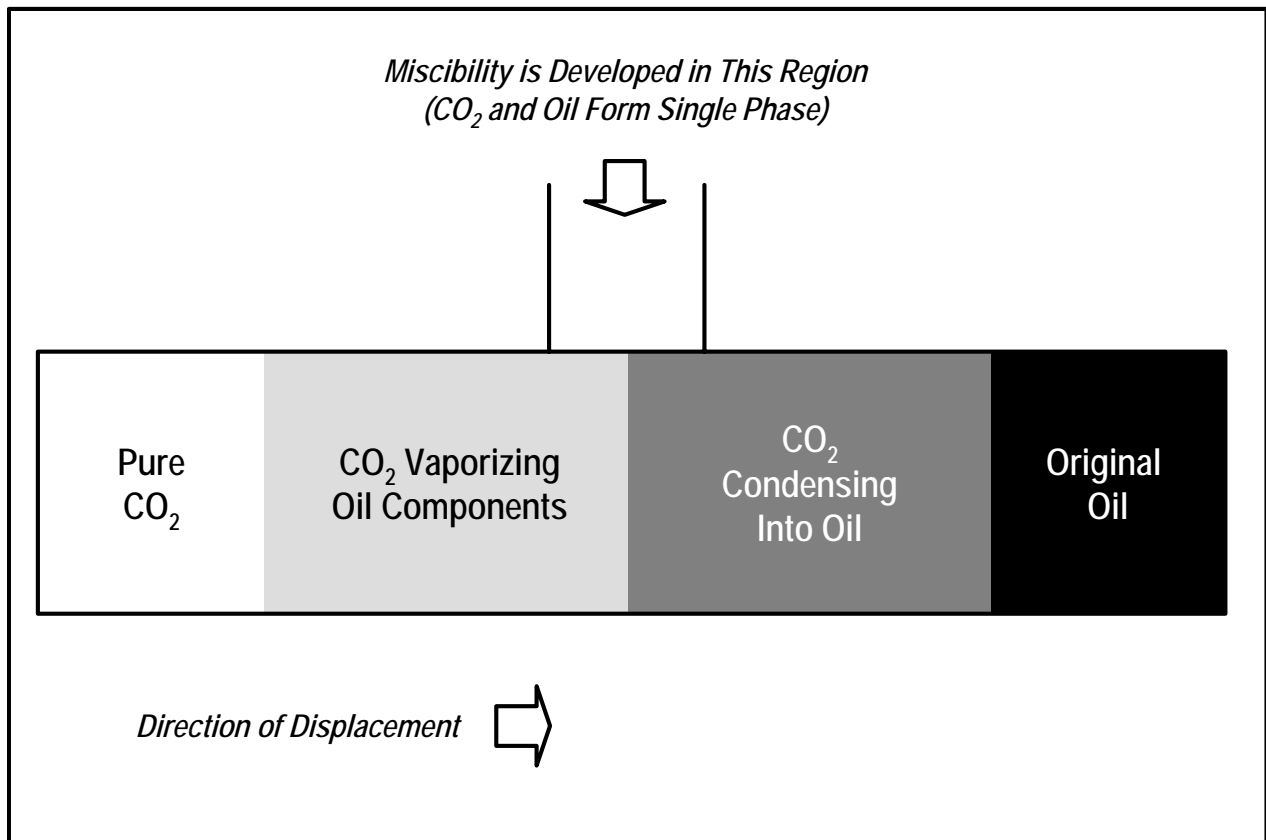 Miscibility is Developed in This Region
(CO₂ and Oil Form Single Phase)
Pure
CO₂
CO₂ Vaporizing
Oil Components
CO₂
Condensing
Into Oil
Original
Oil
Direction of Displacement